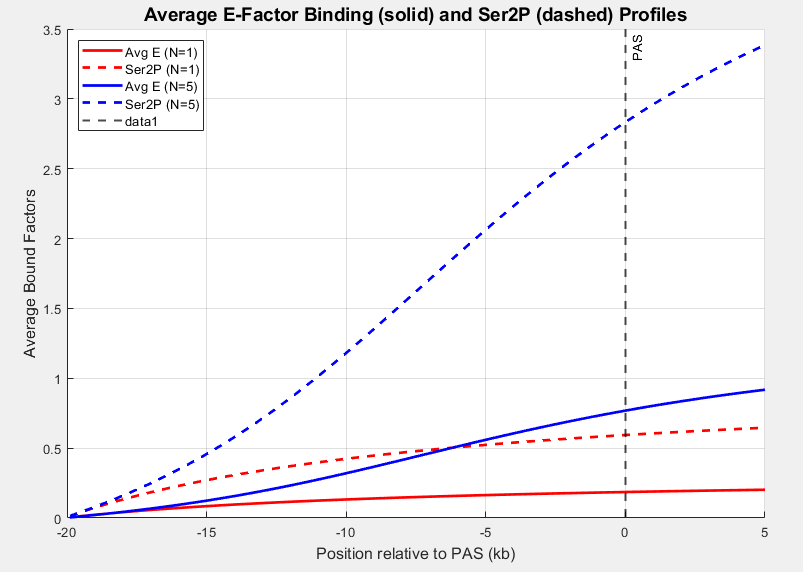 Average E-Factor Binding (solid) and Ser2P (dashed) Profiles
Avg E (N=1)
Ser2P (N=1)
Avg E (N=5)
Ser2P (N=5)
data1
PAS
Average Bound Factors
3.5
3
2.5
2
1.5
1
0.5
0
-20
-15
-10
-5
0
5
Position relative to PAS (kb)